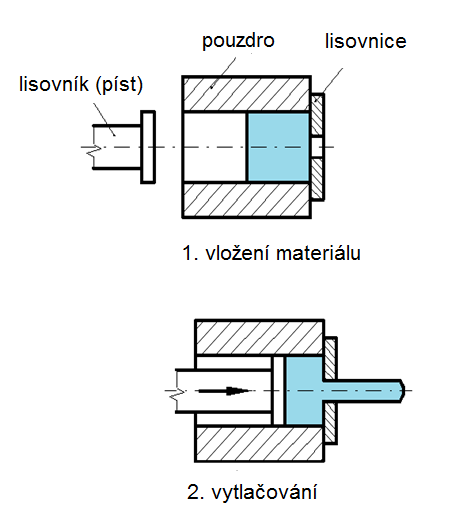 pouzdro
lisovnice
lisovník (píst)
1. vložení materiálu
2. vytlačování